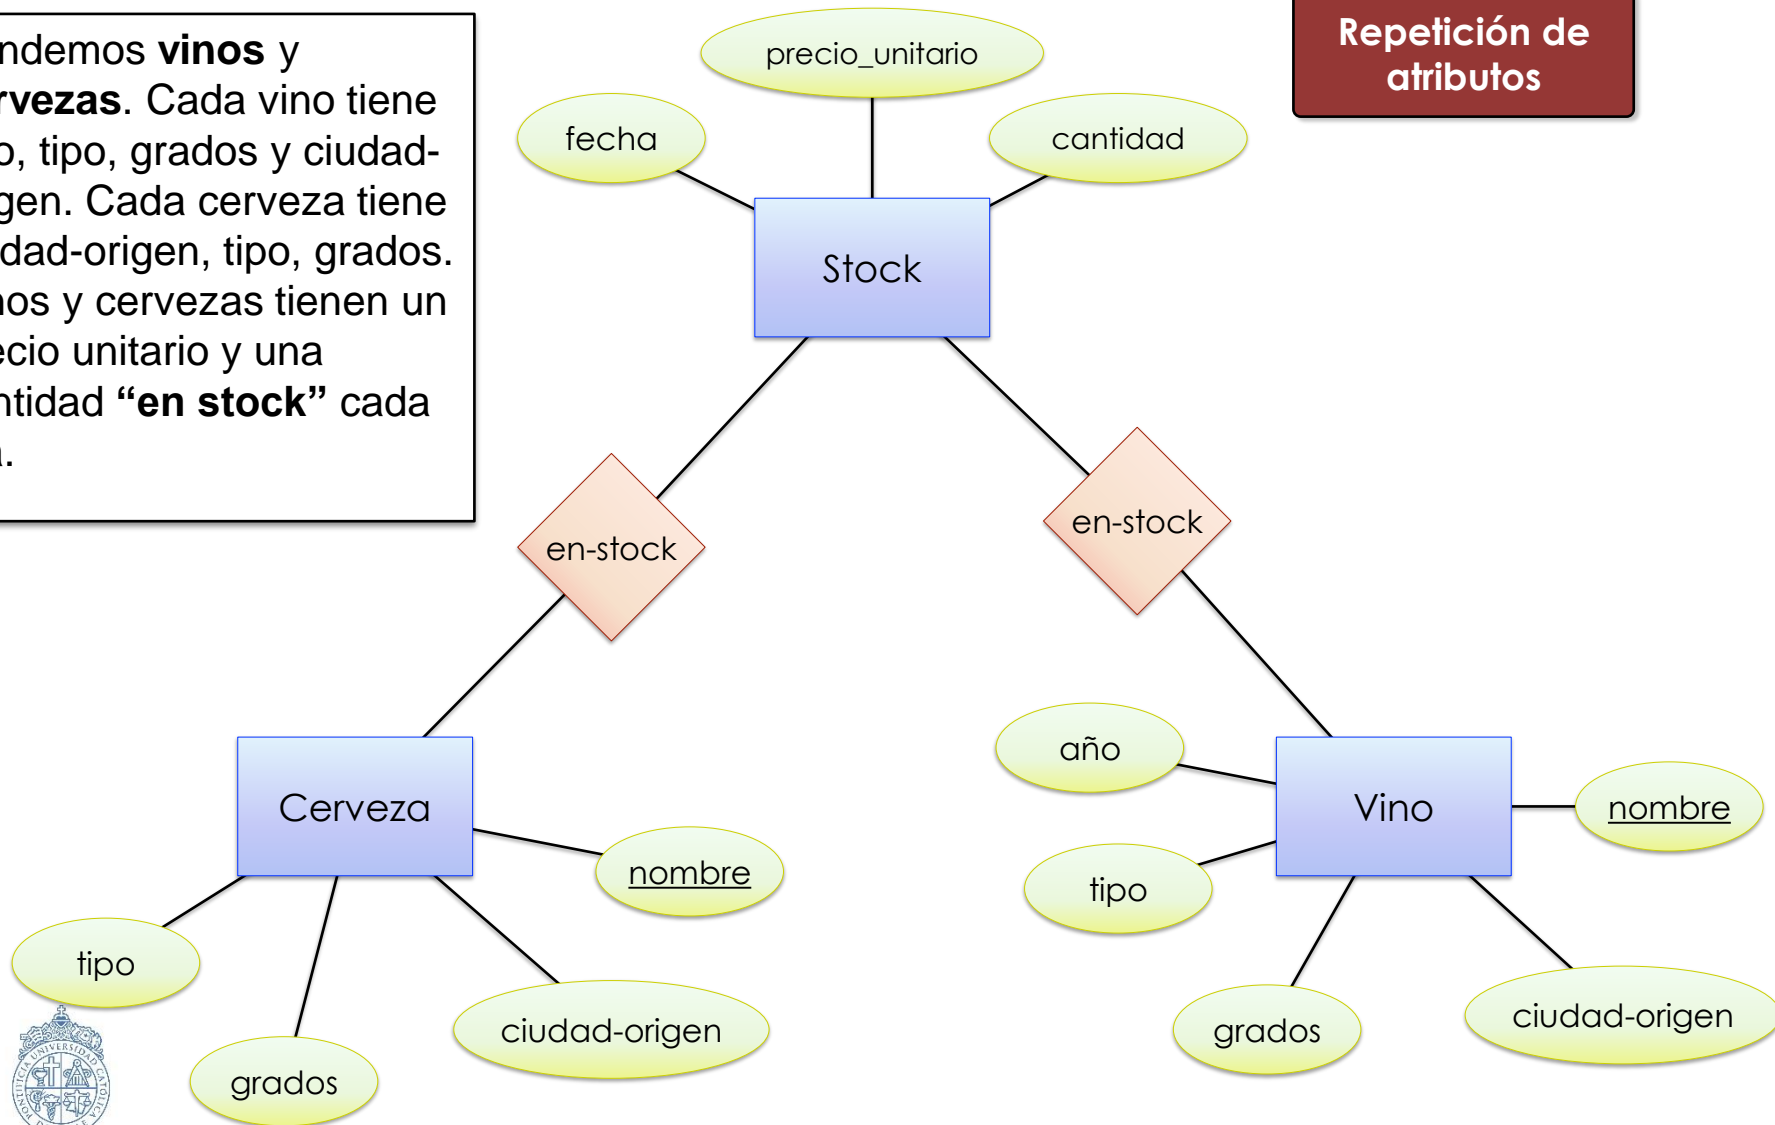 ndemos vinos y
rvezas. Cada vino tiene
o, tipo, grados y ciudad-
gen. Cada cerveza tiene
dad-origen, tipo, grados.
nos y cervezas tienen un
ecio unitario y una
ntidad “en stock” cada
a.
Repetición de
atributos
precio_unitario
fecha
cantidad
Stock
en-stock
en-stock
Cerveza
nombre
tipo
grados
ciudad-origen
año
Vino
nombre
tipo
grados
ciudad-origen